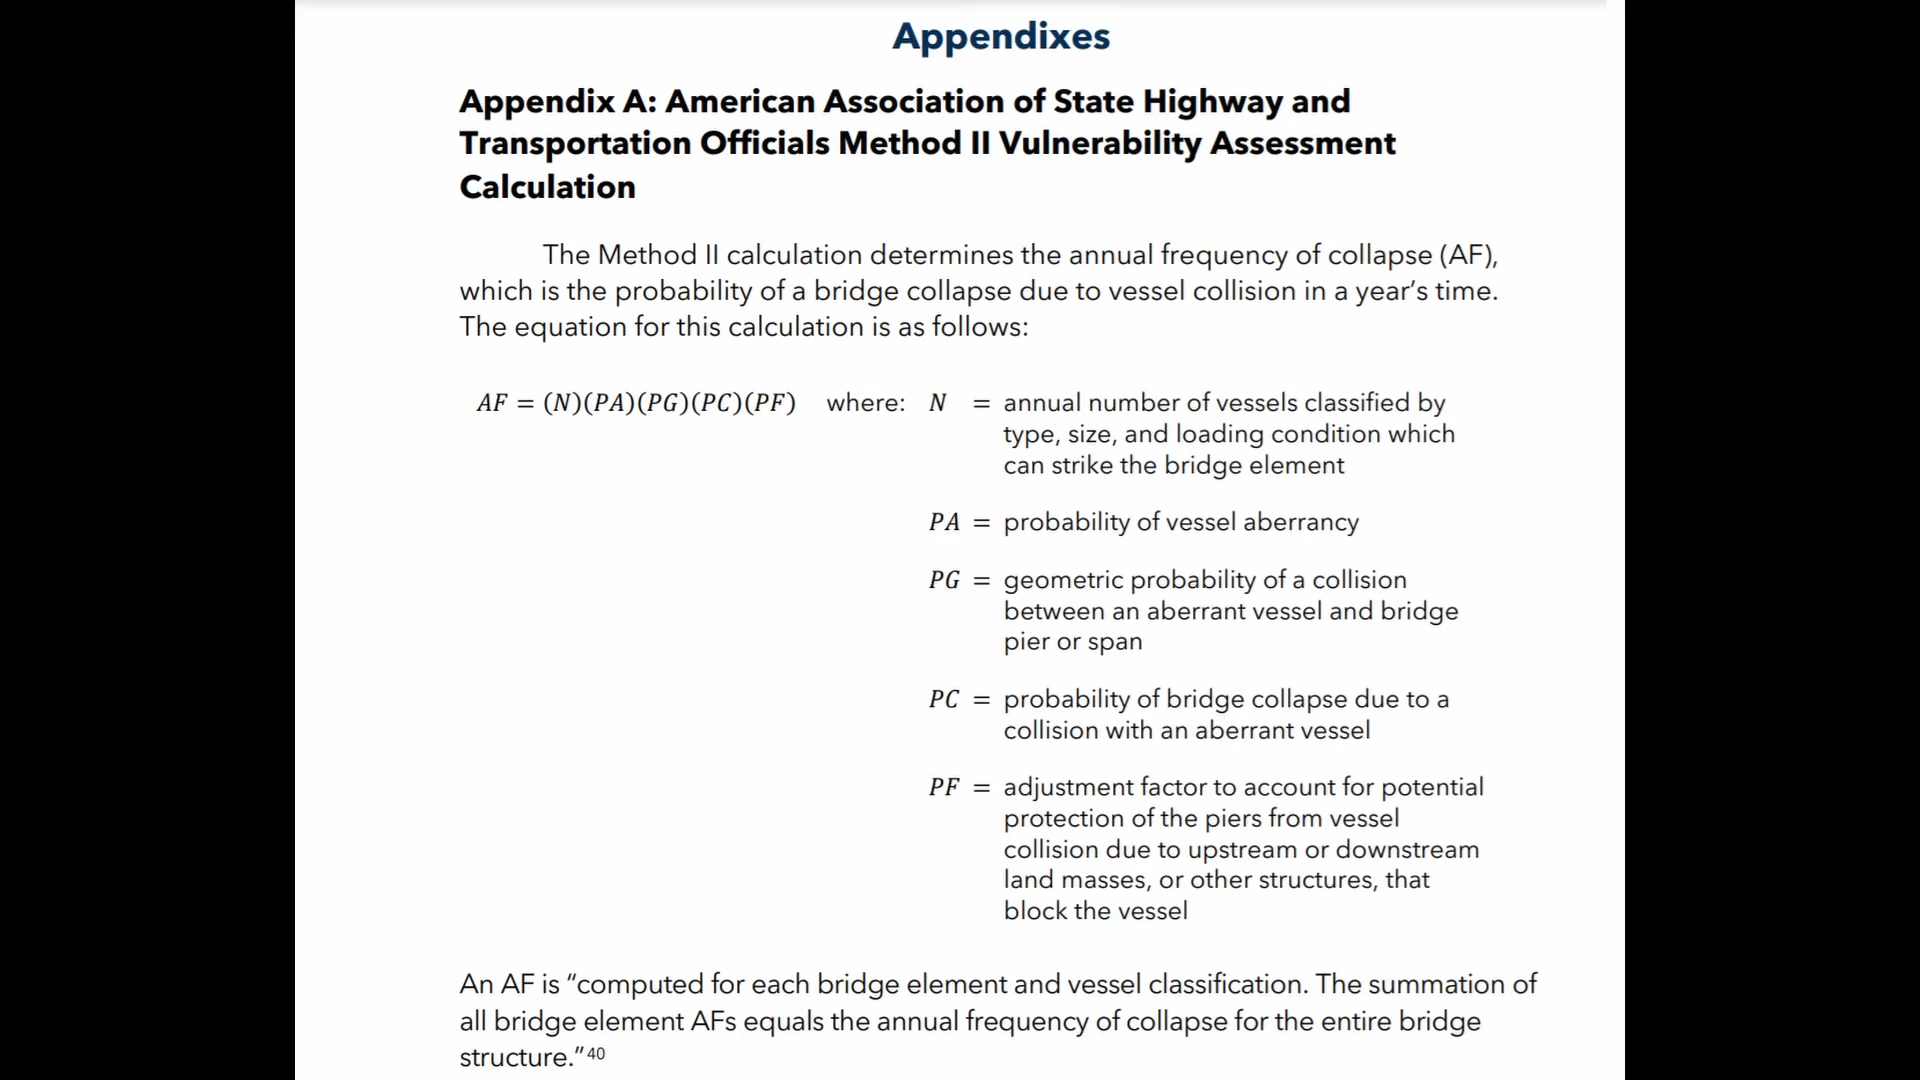 Appendixes
Appendix A: American Association of State Highway and
Transportation Officials Method II Vulnerability Assessment
Calculation
The Method II calculation determines the annual frequency of collapse (AF),
which is the probability of a bridge collapse due to vessel collision in a year’s time.
The equation for this calculation is as follows:
AF = (N)(PA)(PG)(PC)(PF) where: N = annual number of vessels classified by
type, size, and loading condition which
can strike the bridge element
PA = probability of vessel aberrancy
PG = geometric probability of a collision
between an aberrant vessel and bridge
pier or span
PC = probability of bridge collapse due to a
collision with an aberrant vessel
PF = adjustment factor to account for potential
protection of the piers from vessel
collision due to upstream or downstream
land masses, or other structures, that
block the vessel
An AF is “computed for each bridge element and vessel classification. The summation of
all bridge element AFs equals the annual frequency of collapse for the entire bridge
structure.”40